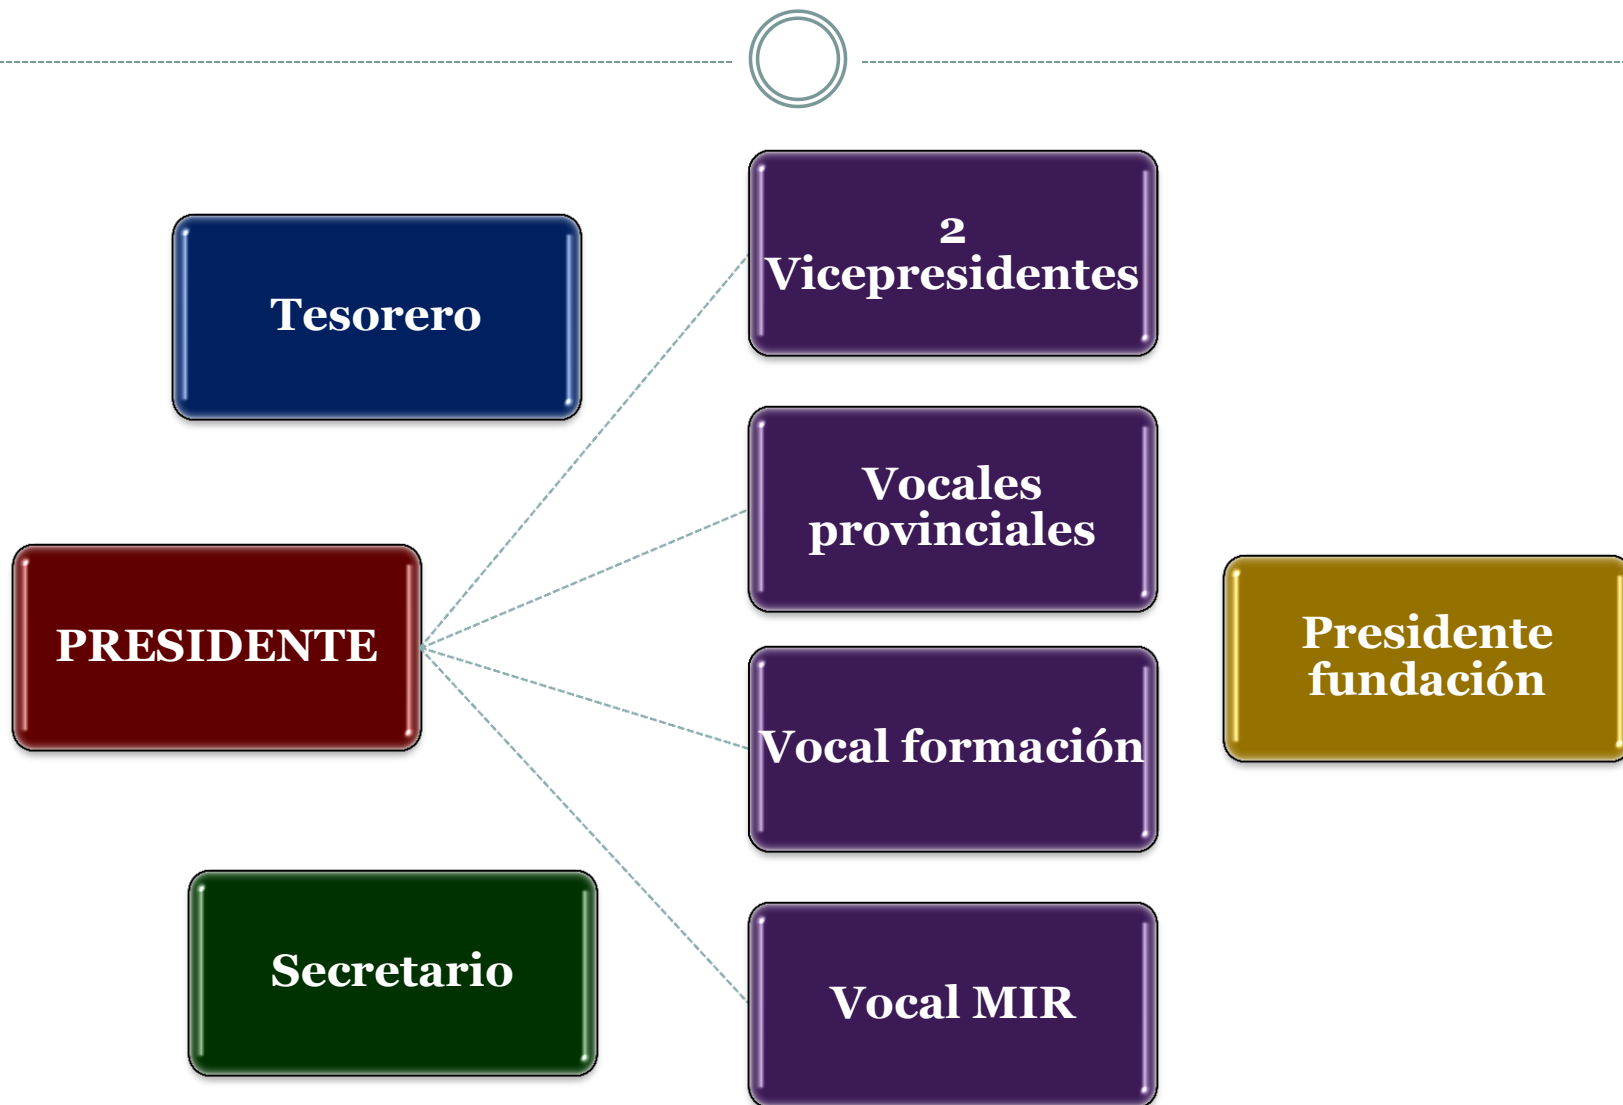 2
Vicepresidentes
Tesorero
Vocales
provinciales
PRESIDENTE
Presidente
fundación
Vocal formación
Secretario
Vocal MIR